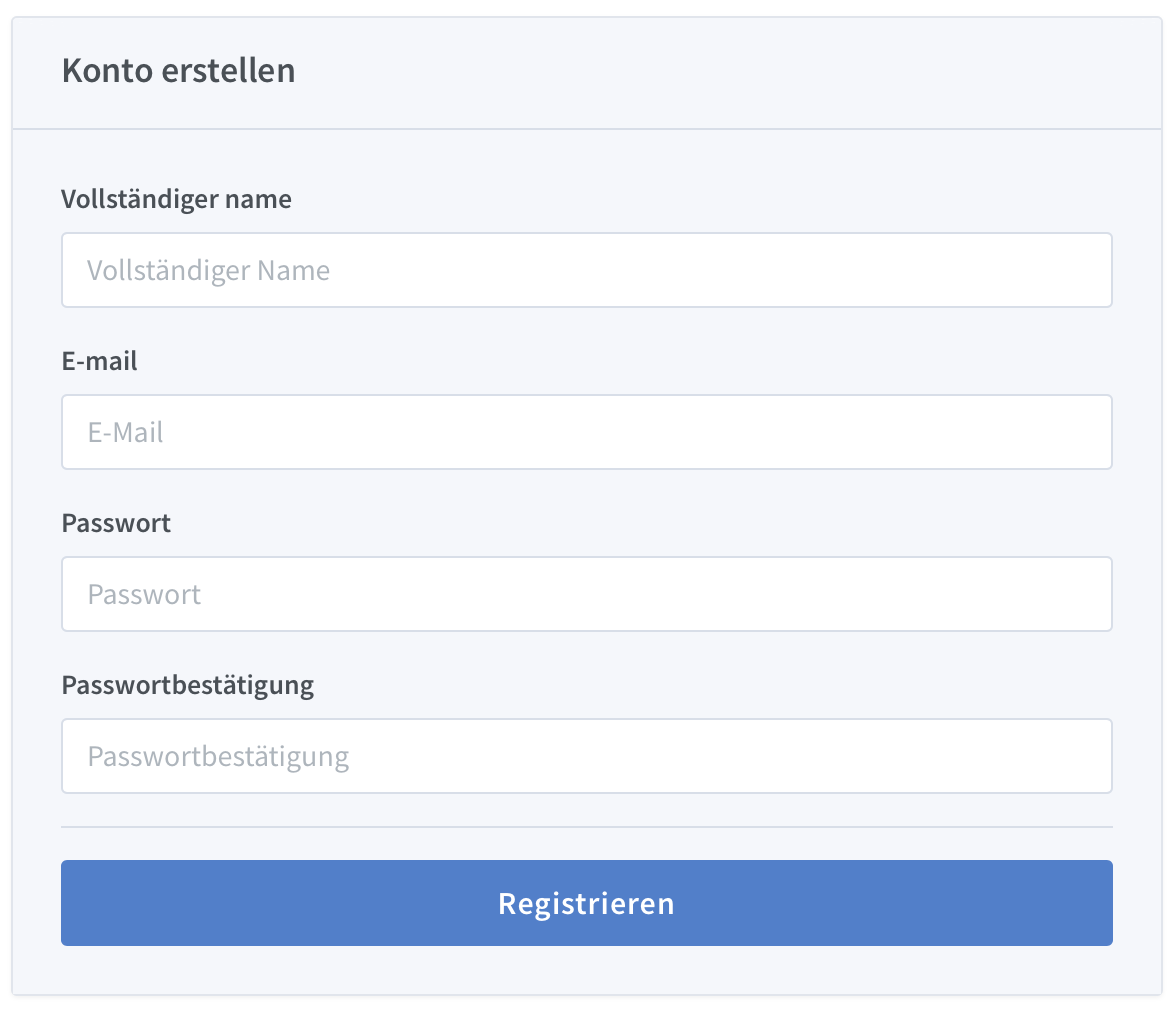 Konto erstellen
Vollständiger name
Vollständiger Name
E-mail
E-Mail
Passwort
Passwort
Passwortbestätigung
Passwortbestätigung
Registrieren